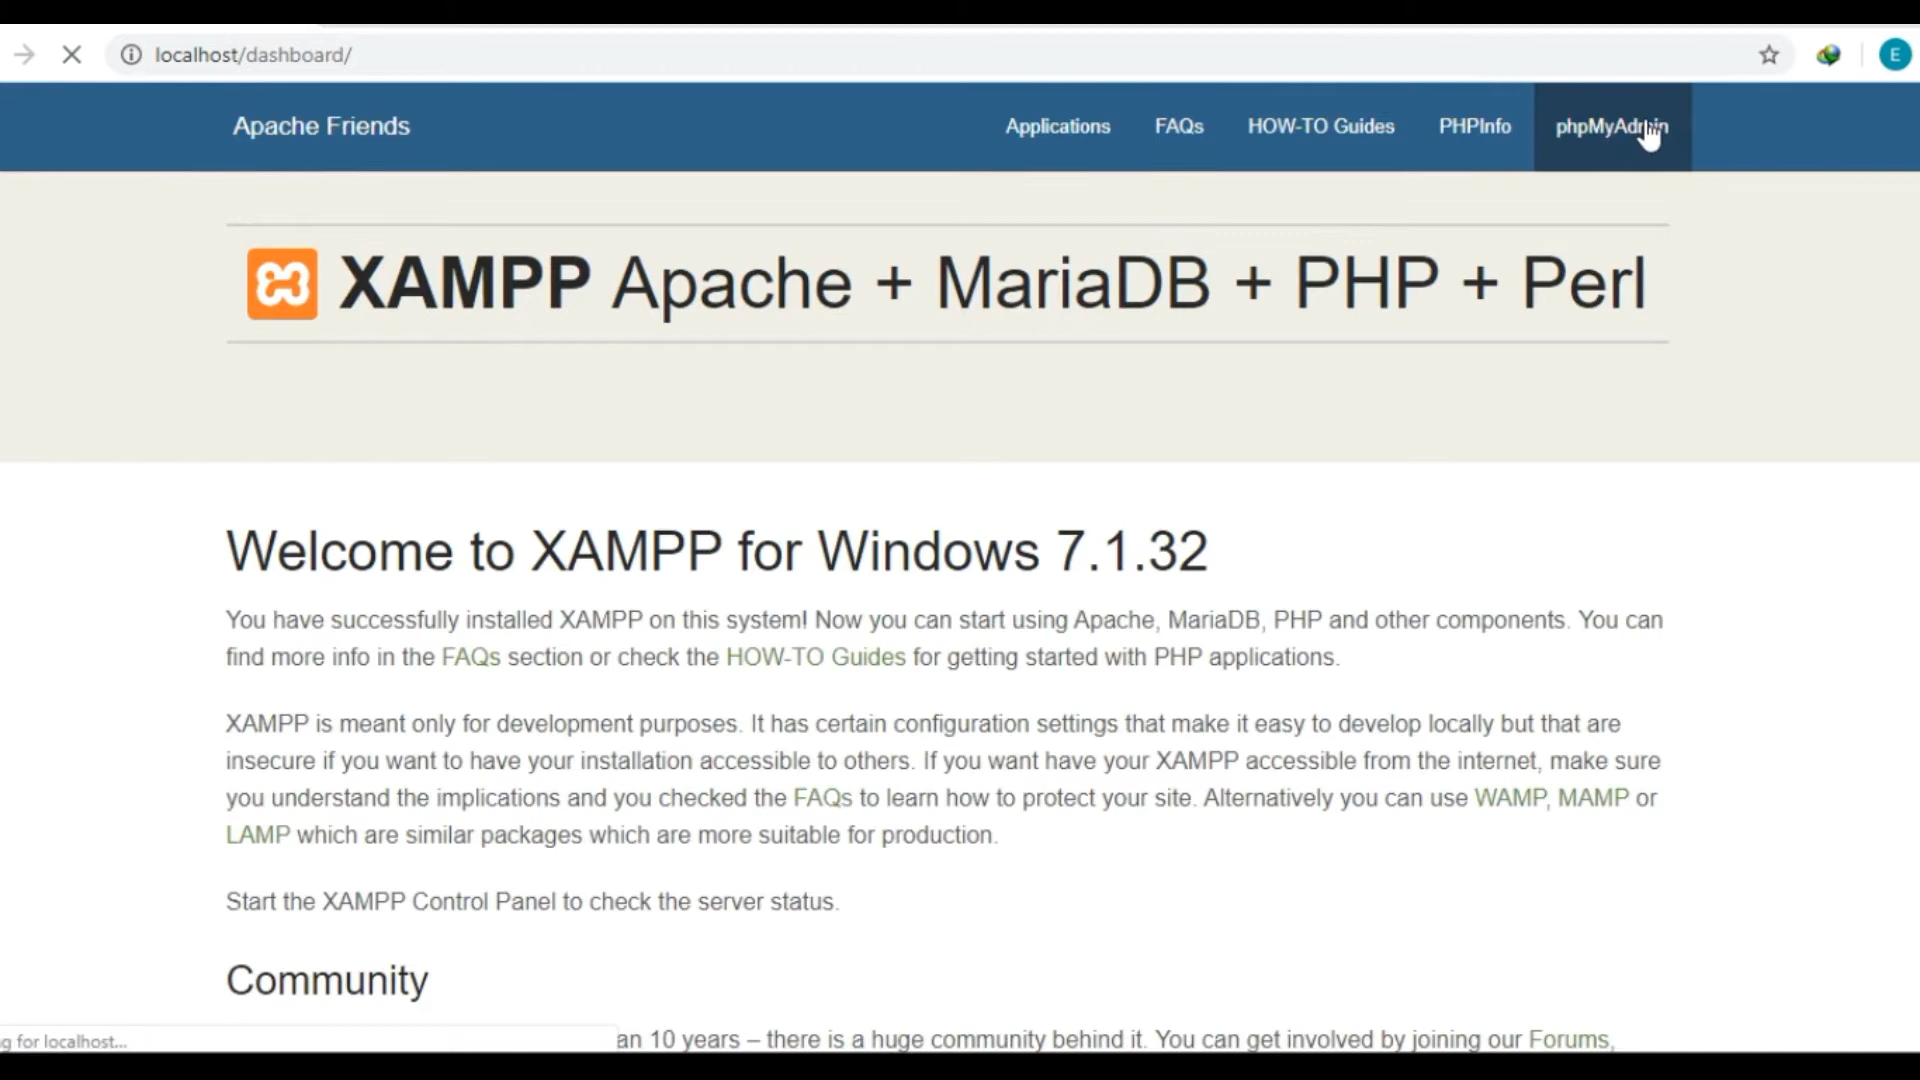 localhost/dashboard/
E
Apache Friends
Applications
FAQs
HOW-TO Guides
PHPInfo
phpMyAdmin
XAMPP Apache + MariaDB + PHP + Perl
Welcome to XAMPP for Windows 7.1.32
You have successfully installed XAMPP on this system! Now you can start using Apache, MariaDB, PHP and other components. You can
find more info in the FAQs section or check the HOW-TO Guides for getting started with PHP applications.
XAMPP is meant only for development purposes. It has certain configuration settings that make it easy to develop locally but that are
insecure if you want to have your installation accessible to others. If you want have your XAMPP accessible from the internet, make sure
you understand the implications and you checked the FAQs to learn how to protect your site. Alternatively you can use WAMP, MAMP or
LAMP which are similar packages which are more suitable for production.
Start the XAMPP Control Panel to check the server status.
Community
g for localhost...
an 10 years – there is a huge community behind it. You can get involved by joining our Forums,